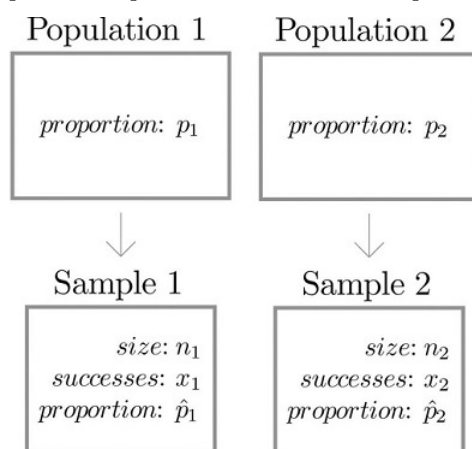 Population 1
Population 2
proportion: p₁
proportion: p₂
Sample 1
Sample 2
size: n₁
successes: x₁
proportion: p̂₁
size: n₂
successes: x₂
proportion: p̂₂